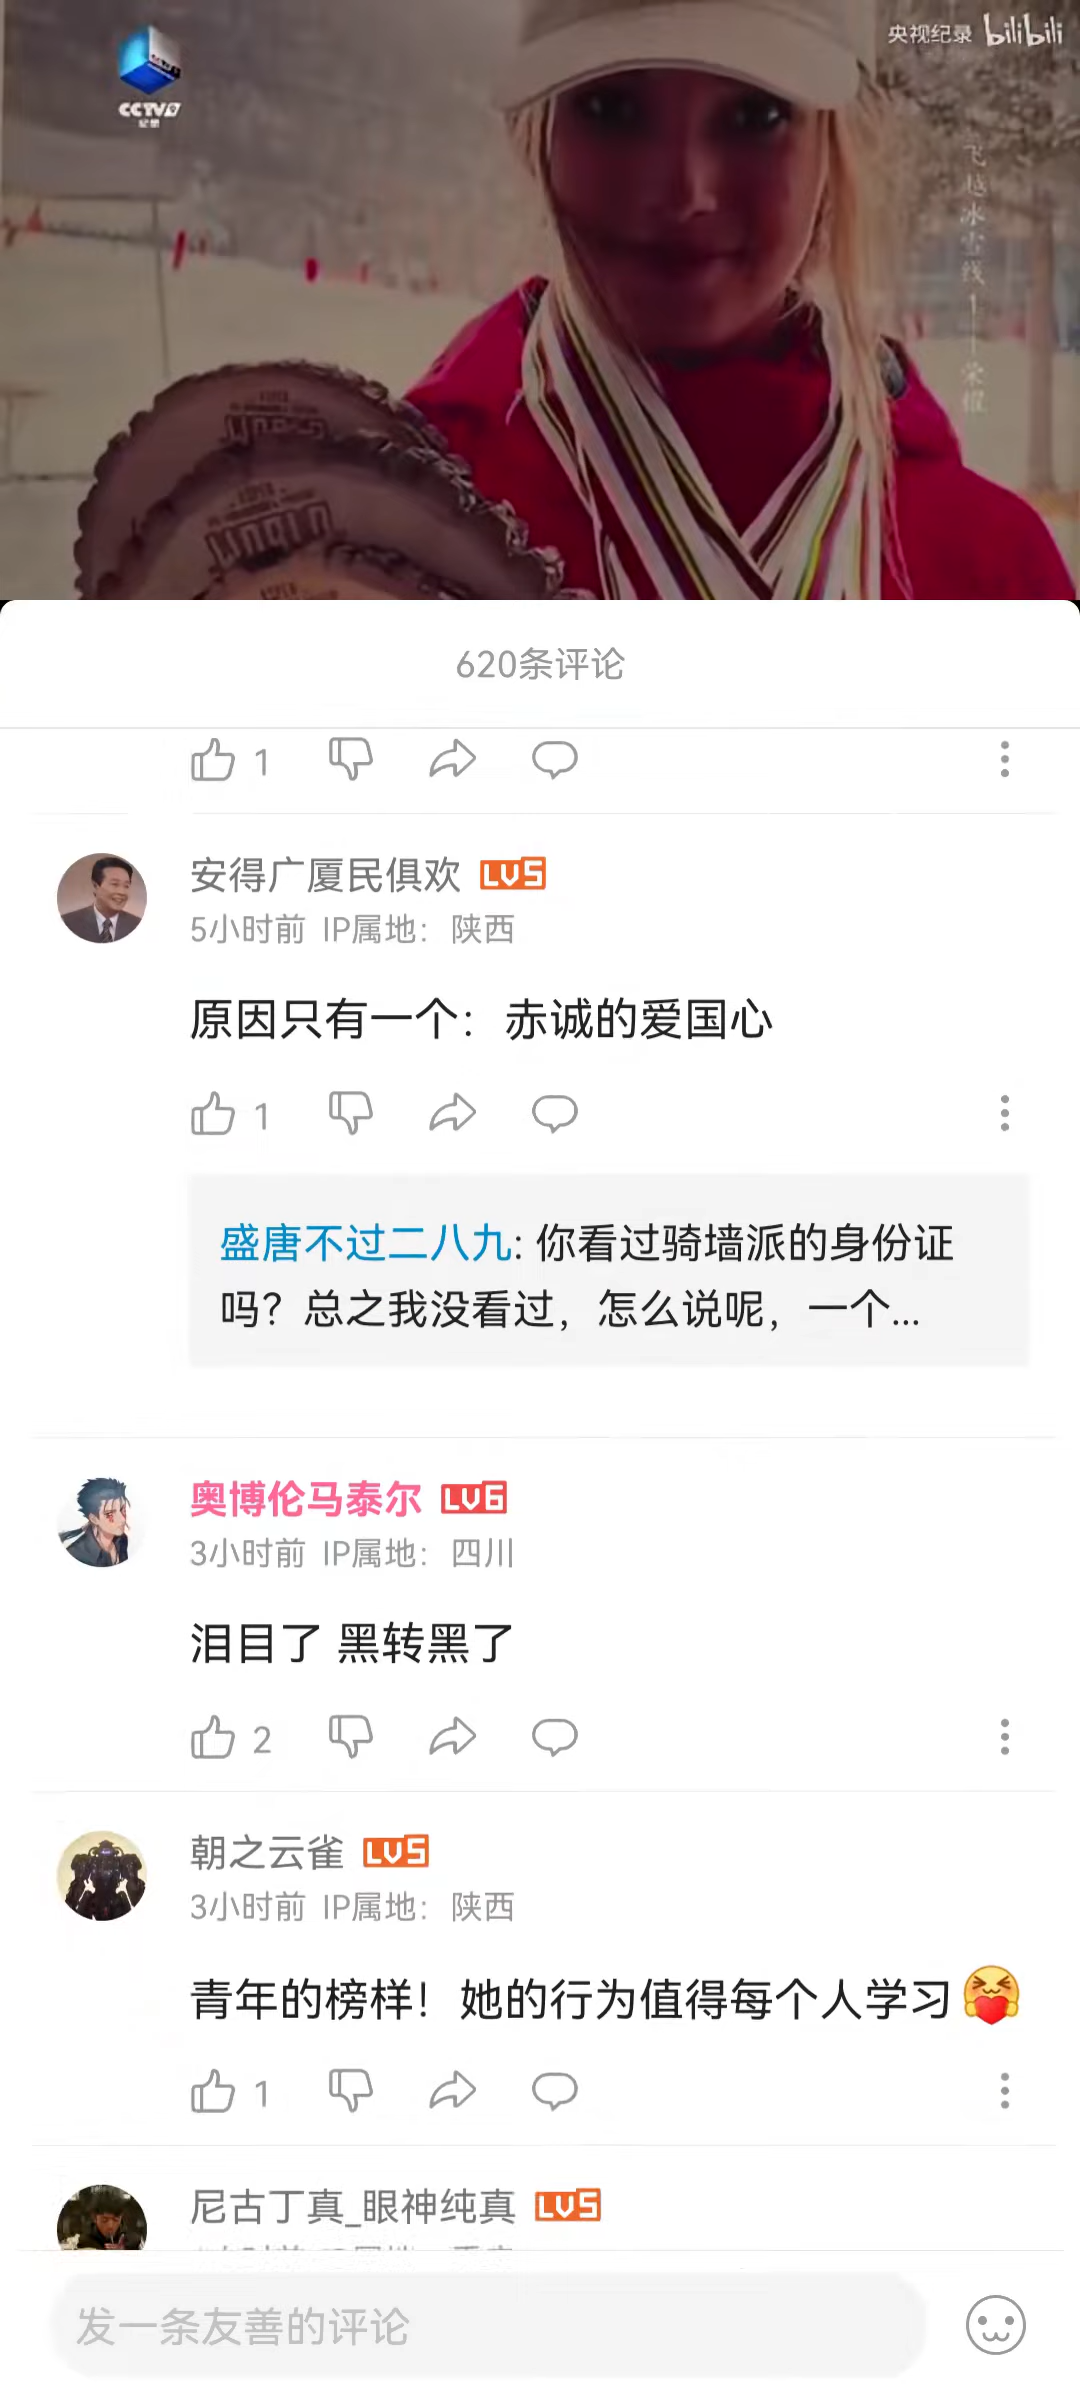 央视纪录 bilibili
CCTV9
纪录
飞越冰雪线1——荣耀
WORLD
WORLD
620条评论
1
安得广厦民俱欢 LV5
5小时前 IP属地：陕西
原因只有一个：赤诚的爱国心
1
盛唐不过二八九: 你看过骑墙派的身份证
吗？总之我没看过，怎么说呢，一个...
奥博伦马泰尔 LV6
3小时前 IP属地：四川
泪目了 黑转黑了
2
朝之云雀 LV5
3小时前 IP属地：陕西
青年的榜样！她的行为值得每个人学习
1
尼古丁真_眼神纯真 LV5
发一条友善的评论